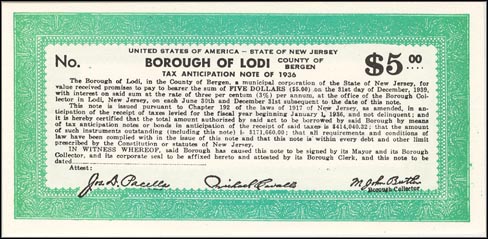 UNITED STATES OF AMERICA — STATE OF NEW JERSEY
No. BOROUGH OF LODI COUNTY OF BERGEN $5.00
TAX ANTICIPATION NOTE OF 1936
The Borough of Lodi, in the County of Bergen, a municipal corporation of the State of New Jersey, for
value received promises to pay to bearer the sum of FIVE DOLLARS ($5.00) on the 31st day of December, 1939,
with interest on said sum at the rate of three per centum (3%) per annum, at the office of the Borough Col-
lector in Lodi, New Jersey, on each June 30th and December 31st subsequent to the date of this note.
This note is issued pursuant to Chapter 192 of the laws of 1917 of New Jersey, as amended, in an-
ticipation of the receipt of taxes levied for the fiscal year beginning January 1, 1936, and not delinquent; and
it is hereby certified that the total amount authorized by said act to be borrowed by said Borough by means
of tax anticipation notes or bonds in anticipation of the receipt of said taxes is $414,040.32; that the amount
of such instruments outstanding (including this note) is $171,660.00; that all requirements and conditions of
law have been complied with in the issue of this note and that this note is within every debt and other limit
prescribed by the Constitution or statutes of New Jersey.
IN WITNESS WHEREOF, said Borough has caused this note to be signed by its Mayor and its Borough
Collector, and its corporate seal to be affixed hereto and attested by its Borough Clerk, and this note to be
dated
Attest:
Borough Collector